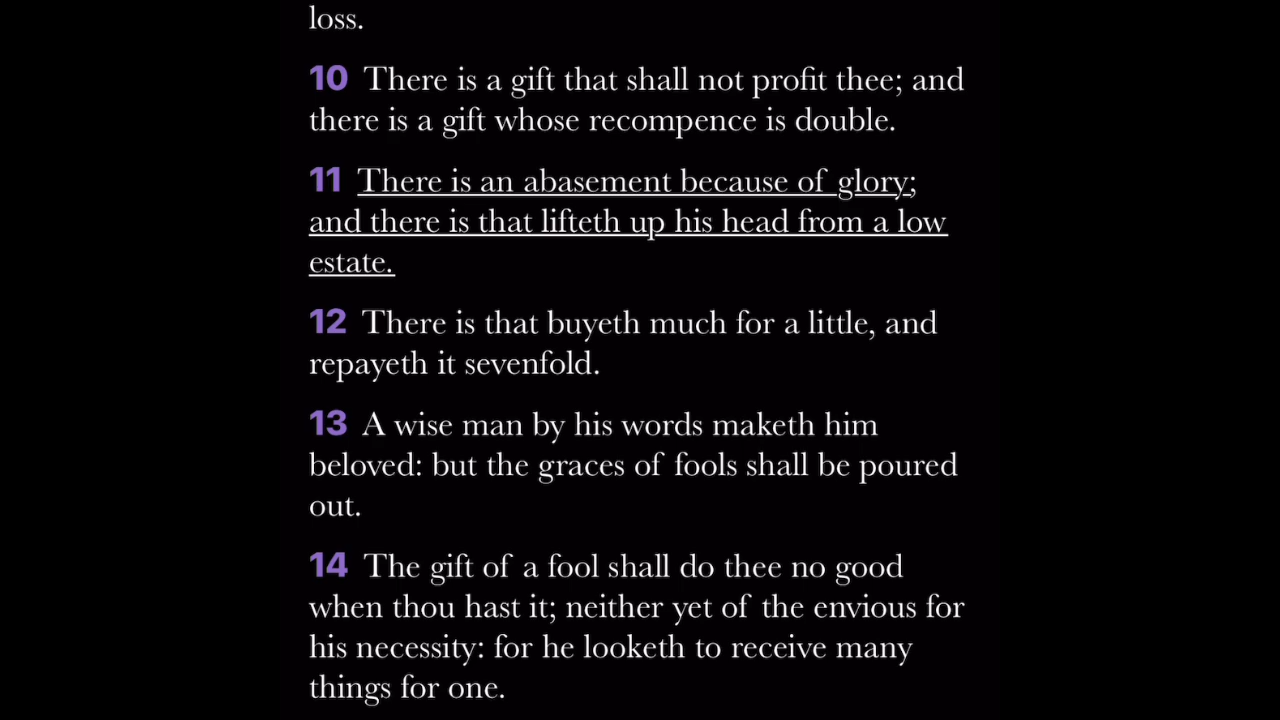 loss.
10 There is a gift that shall not profit thee; and
there is a gift whose recompence is double.
11 There is an abasement because of glory;
and there is that lifteth up his head from a low
estate.
12 There is that buyeth much for a little, and
repayeth it sevenfold.
13 A wise man by his words maketh him
beloved: but the graces of fools shall be poured
out.
14 The gift of a fool shall do thee no good
when thou hast it; neither yet of the envious for
his necessity: for he looketh to receive many
things for one.